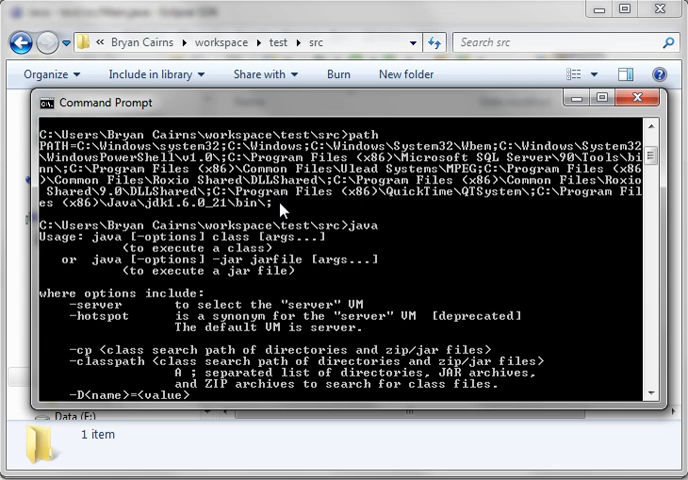 Bryan Cairns workspace test src Search src
Organize Include in library Share with Burn New folder
Command Prompt
C:\Users\Bryan Cairns\workspace\test\src>path
PATH=C:\Windows\system32;C:\Windows;C:\Windows\System32\Wbem;C:\Windows\System32
\WindowsPowerShell\v1.0\;C:\Program Files (x86)\Microsoft SQL Server\90\Tools\bi
nn\;C:\Program Files (x86)\Common Files\Ulead Systems\MPEG;C:\Program Files (x86
)\Common Files\Roxio Shared\DLLShared\;C:\Program Files (x86)\Common Files\Roxio
 Shared\9.0\DLLShared\;C:\Program Files (x86)\QuickTime\QTSystem\;C:\Program Fil
es (x86)\Java\jdk1.6.0_21\bin\;
C:\Users\Bryan Cairns\workspace\test\src>java
Usage: java [-options] class [args...]
(to execute a class)
or java [-options] -jar jarfile [args...]
(to execute a jar file)
where options include:
-server to select the "server" VM
-hotspot is a synonym for the "server" VM [deprecated]
The default VM is server.
-cp <class search path of directories and zip/jar files>
-classpath <class search path of directories and zip/jar files>
A ; separated list of directories, JAR archives,
and ZIP archives to search for class files.
-D<name>=<value>
Data (F:)
1 item